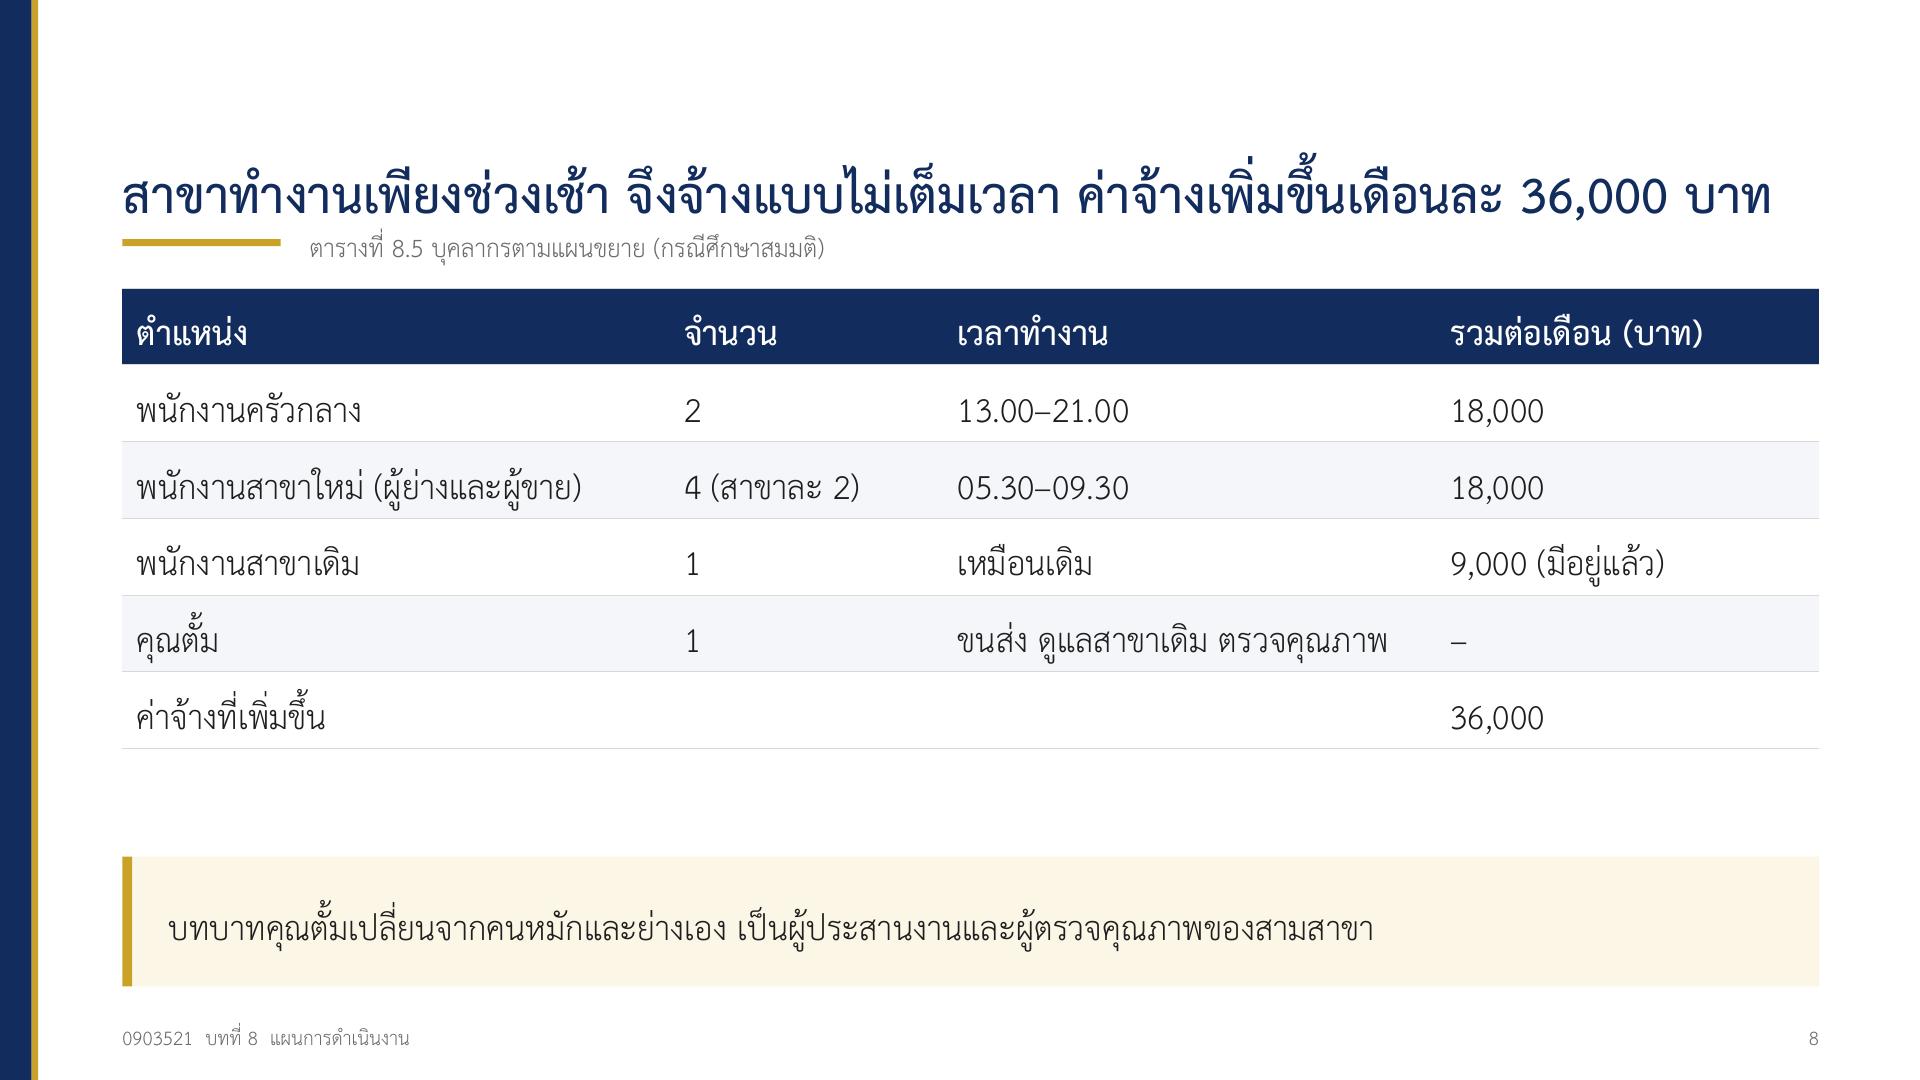 สาขาทำงานเพียงช่วงเช้า จึงจ้างแบบไม่เต็มเวลา ค่าจ้างเพิ่มขึ้นเดือนละ 36,000 บาท
ตารางที่ 8.5 บุคลากรตามแผนขยาย (กรณีศึกษาสมมติ)
ตำแหน่ง จำนวน เวลาทำงาน รวมต่อเดือน (บาท)
พนักงานครัวกลาง 2 13.00–21.00 18,000
พนักงานสาขาใหม่ (ผู้ย่างและผู้ขาย) 4 (สาขาละ 2) 05.30–09.30 18,000
พนักงานสาขาเดิม 1 เหมือนเดิม 9,000 (มีอยู่แล้ว)
คุณตั้ม 1 ขนส่ง ดูแลสาขาเดิม ตรวจคุณภาพ –
ค่าจ้างที่เพิ่มขึ้น 36,000
บทบาทคุณตั้มเปลี่ยนจากคนหมักและย่างเอง เป็นผู้ประสานงานและผู้ตรวจคุณภาพของสามสาขา
0903521 บทที่ 8 แผนการดำเนินงาน 8